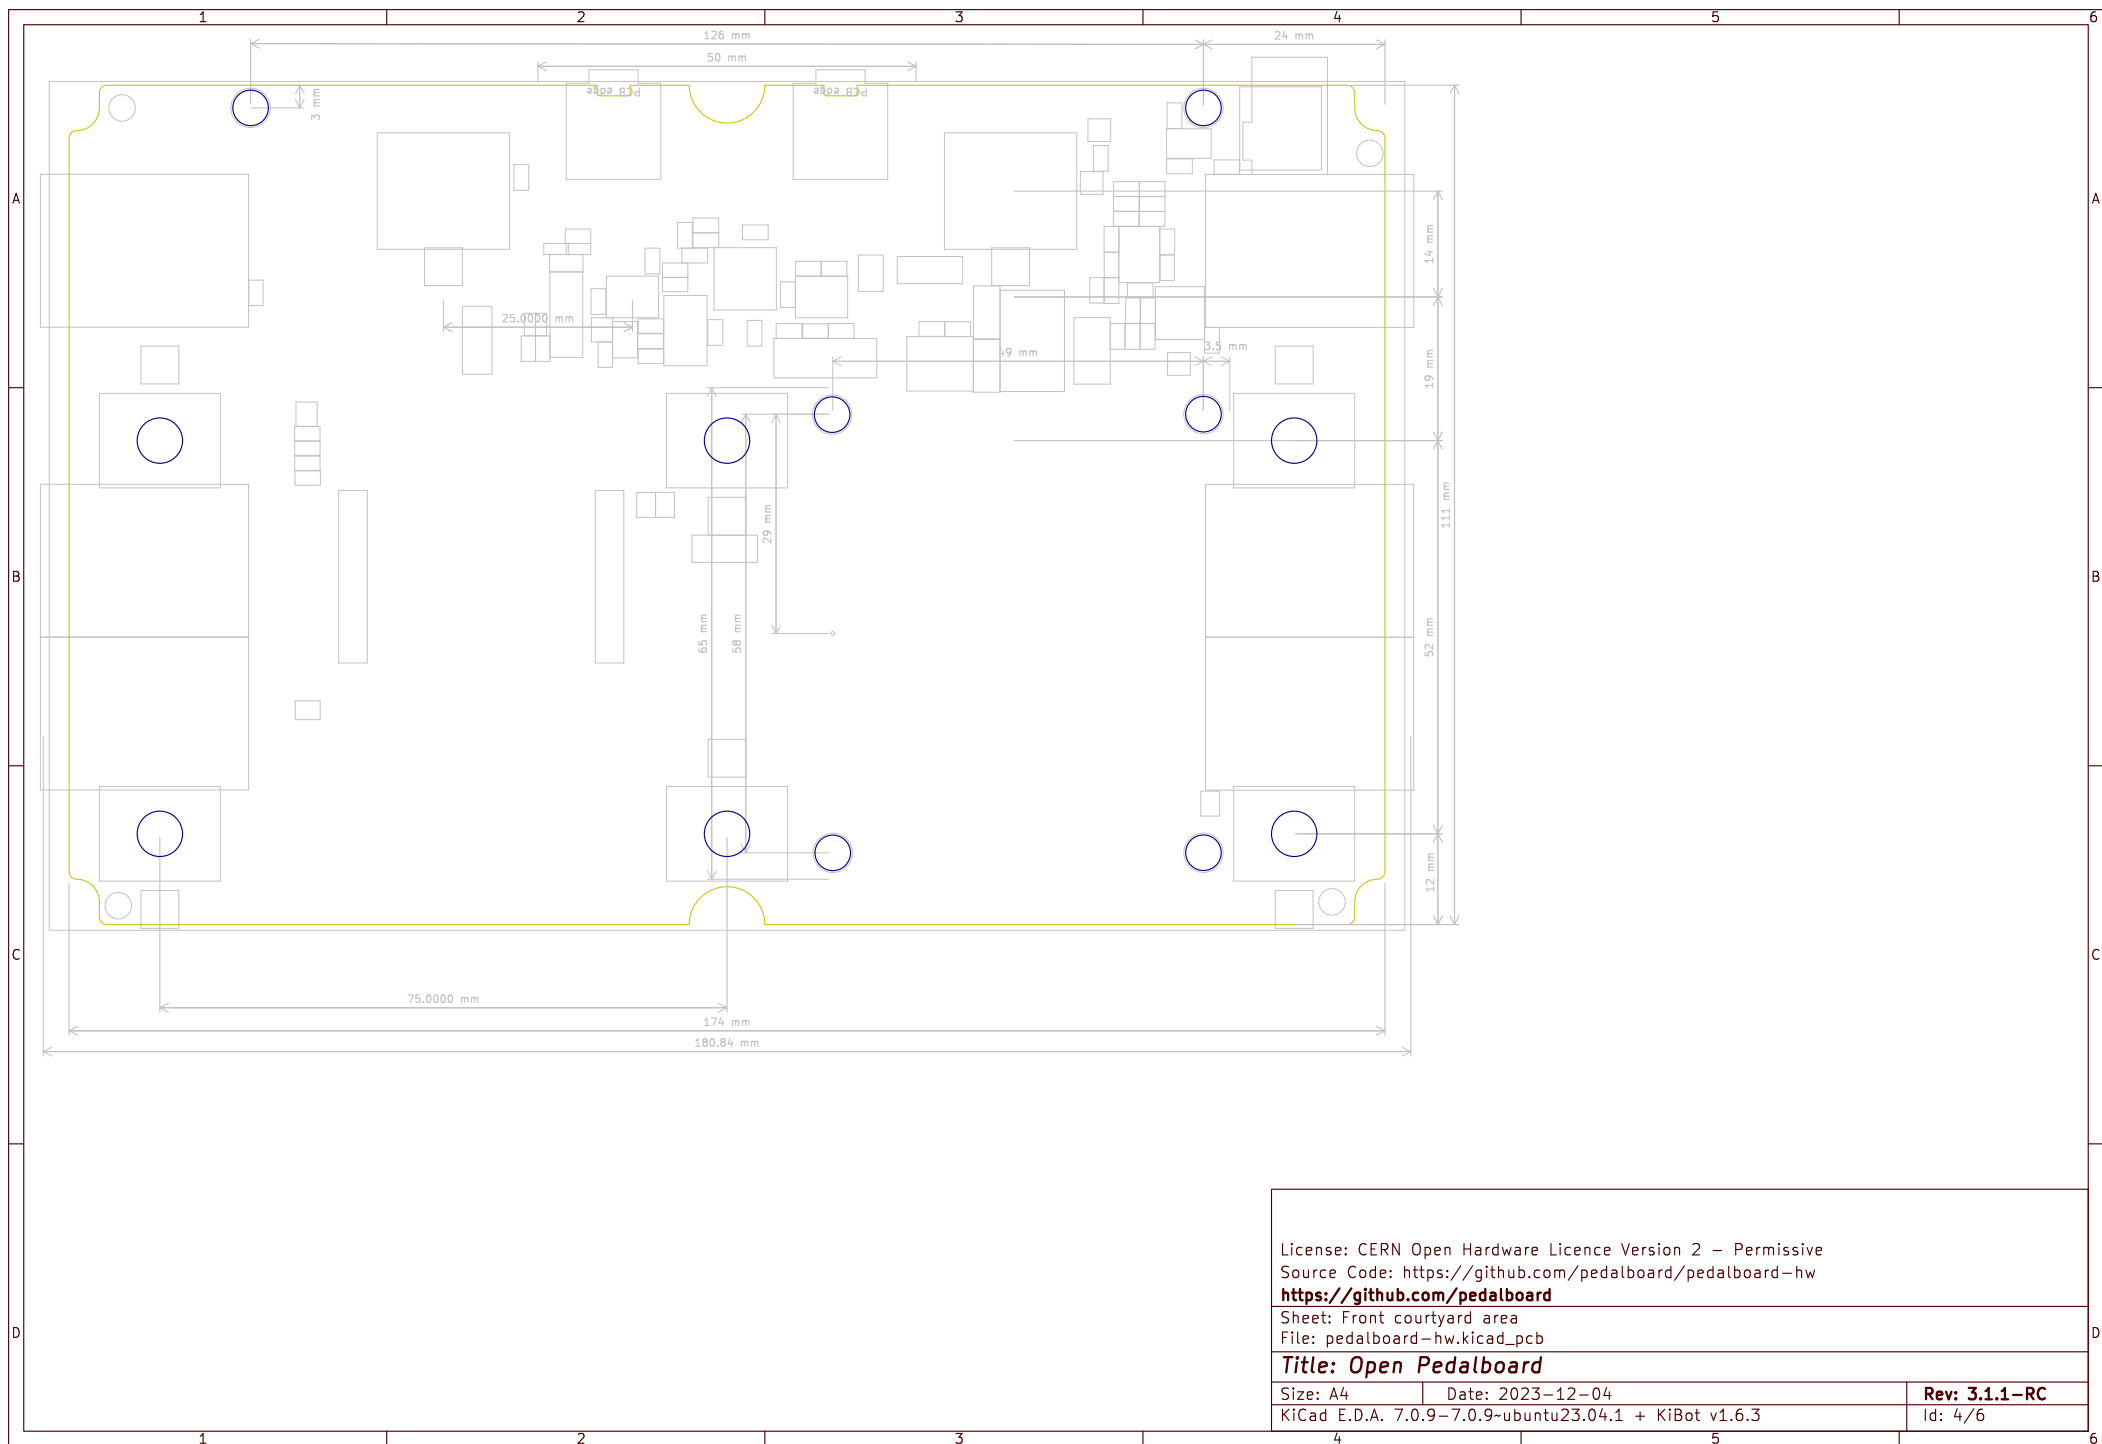 1 2 3 4 5 6
126 mm
24 mm
50 mm
3 mm
PCB edge
PCB edge
A
A
14 mm
25.0000 mm
49 mm
3.5 mm
19 mm
111 mm
29 mm
B
B
65 mm
58 mm
52 mm
12 mm
C
C
75.0000 mm
174 mm
180.84 mm
License: CERN Open Hardware Licence Version 2 - Permissive
Source Code: https://github.com/pedalboard/pedalboard-hw
https://github.com/pedalboard
Sheet: Front courtyard area
File: pedalboard-hw.kicad_pcb
D
D
Title: Open Pedalboard
Size: A4 Date: 2023-12-04 Rev: 3.1.1-RC
KiCad E.D.A. 7.0.9-7.0.9~ubuntu23.04.1 + KiBot v1.6.3 Id: 4/6
1 2 3 4 5 6